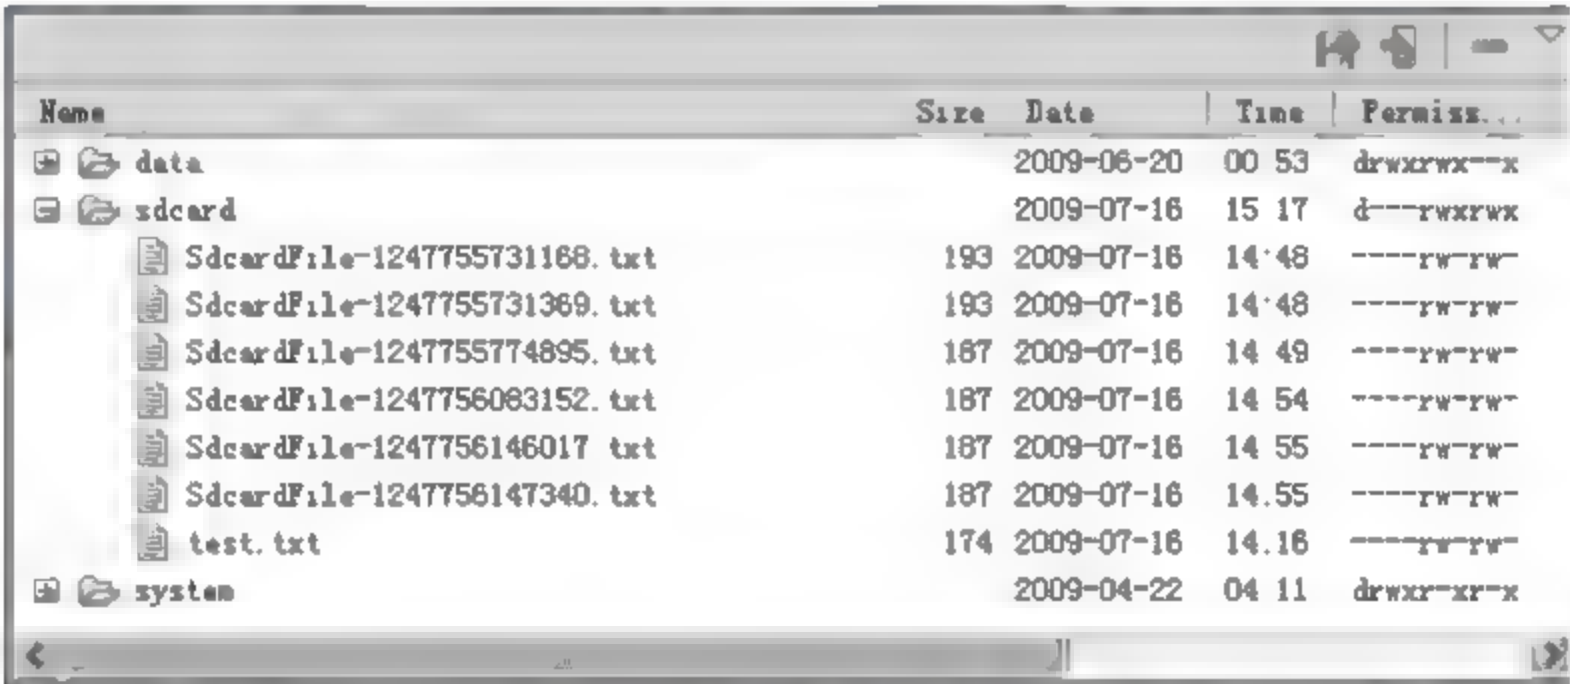 Name Size Date Time Permiss...
data 2009-06-20 00 53 drwxrwx--x
sdcard 2009-07-16 15 17 d---rwxrwx
SdcardFile-1247755731168.txt 193 2009-07-16 14:48 ----rw-rw-
SdcardFile-1247755731369.txt 193 2009-07-16 14:48 ----rw-rw-
SdcardFile-1247755774895.txt 187 2009-07-16 14 49 ----rw-rw-
SdcardFile-1247756083152.txt 187 2009-07-16 14 54 ----rw-rw-
SdcardFile-1247756146017 txt 187 2009-07-16 14 55 ----rw-rw-
SdcardFile-1247756147340.txt 187 2009-07-16 14.55 ----rw-rw-
test.txt 174 2009-07-16 14.16 ----rw-rw-
system 2009-04-22 04 11 drwxr-xr-x